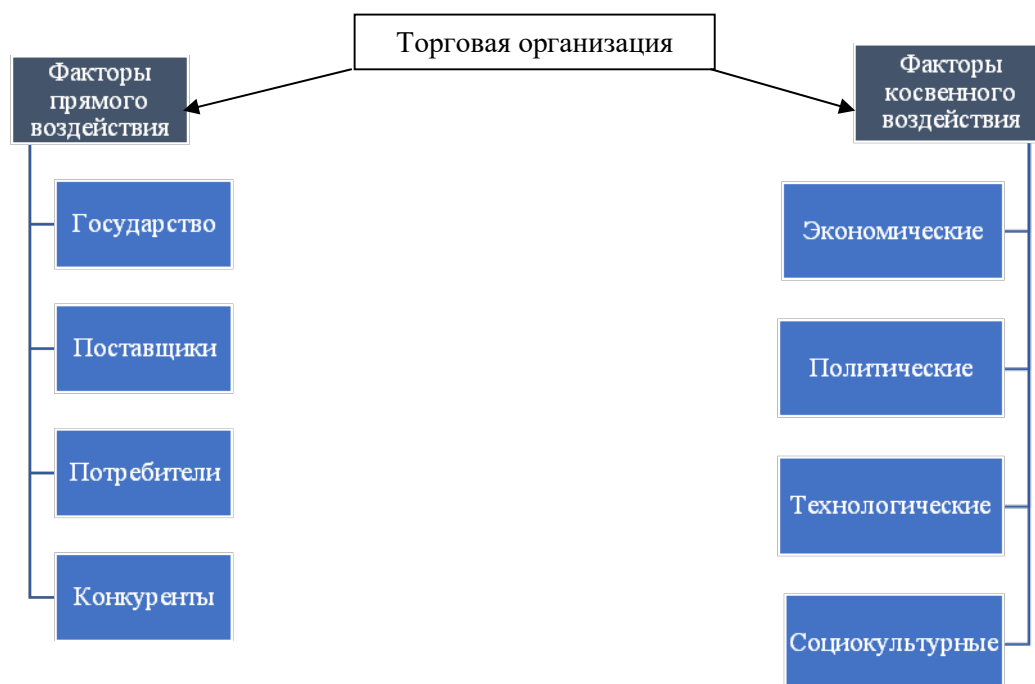 Торговая организация
Факторы
прямого
воздействия
Государство
Поставщики
Потребители
Конкуренты
Факторы
косвенного
воздействия
Экономические
Политические
Технологические
Социокультурные